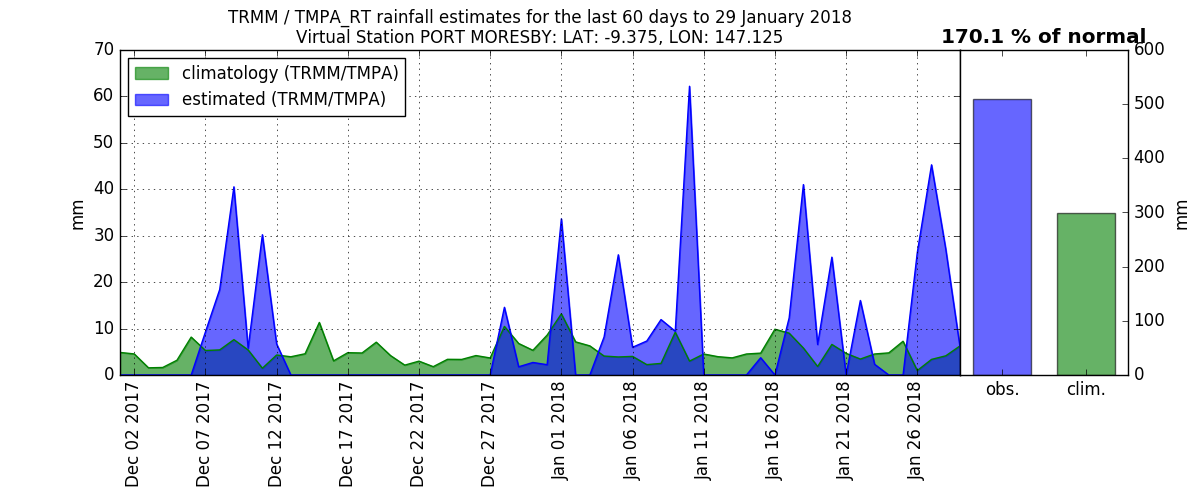 TRMM / TMPA_RT rainfall estimates for the last 60 days to 29 January 2018
Virtual Station PORT MORESBY: LAT: -9.375, LON: 147.125
170.1 % of normal
climatology (TRMM/TMPA)
estimated (TRMM/TMPA)
70
60
50
40
30
20
10
0
mm
Dec 02 2017
Dec 07 2017
Dec 12 2017
Dec 17 2017
Dec 22 2017
Dec 27 2017
Jan 01 2018
Jan 06 2018
Jan 11 2018
Jan 16 2018
Jan 21 2018
Jan 26 2018
600
500
400
300
200
100
0
mm
obs.
clim.